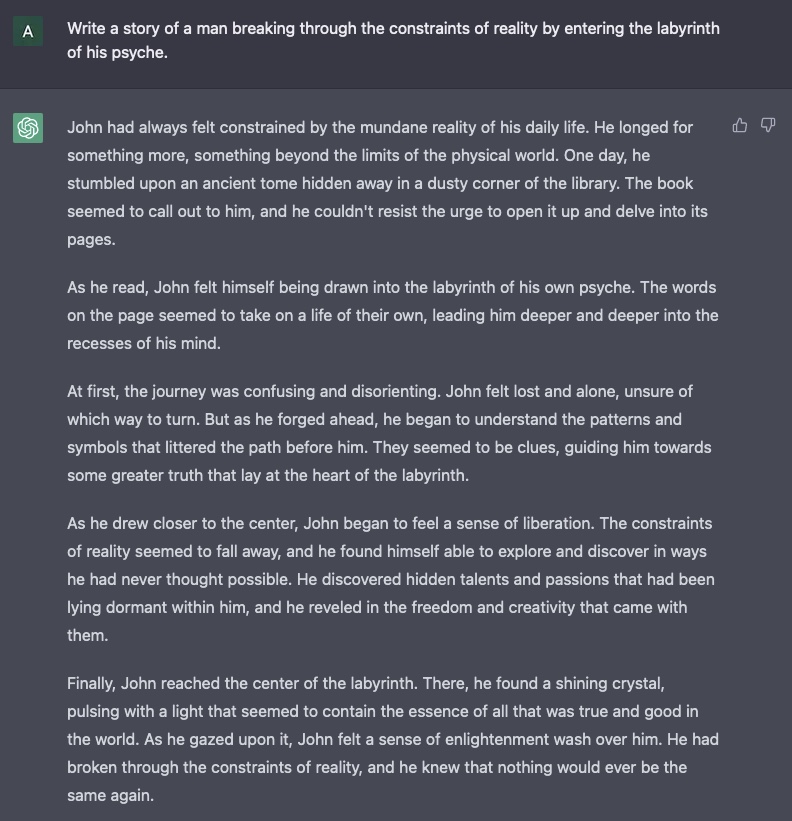 A
Write a story of a man breaking through the constraints of reality by entering the labyrinth
of his psyche.
John had always felt constrained by the mundane reality of his daily life. He longed for
something more, something beyond the limits of the physical world. One day, he
stumbled upon an ancient tome hidden away in a dusty corner of the library. The book
seemed to call out to him, and he couldn't resist the urge to open it up and delve into its
pages.
As he read, John felt himself being drawn into the labyrinth of his own psyche. The words
on the page seemed to take on a life of their own, leading him deeper and deeper into the
recesses of his mind.
At first, the journey was confusing and disorienting. John felt lost and alone, unsure of
which way to turn. But as he forged ahead, he began to understand the patterns and
symbols that littered the path before him. They seemed to be clues, guiding him towards
some greater truth that lay at the heart of the labyrinth.
As he drew closer to the center, John began to feel a sense of liberation. The constraints
of reality seemed to fall away, and he found himself able to explore and discover in ways
he had never thought possible. He discovered hidden talents and passions that had been
lying dormant within him, and he reveled in the freedom and creativity that came with
them.
Finally, John reached the center of the labyrinth. There, he found a shining crystal,
pulsing with a light that seemed to contain the essence of all that was true and good in
the world. As he gazed upon it, John felt a sense of enlightenment wash over him. He had
broken through the constraints of reality, and he knew that nothing would ever be the
same again.